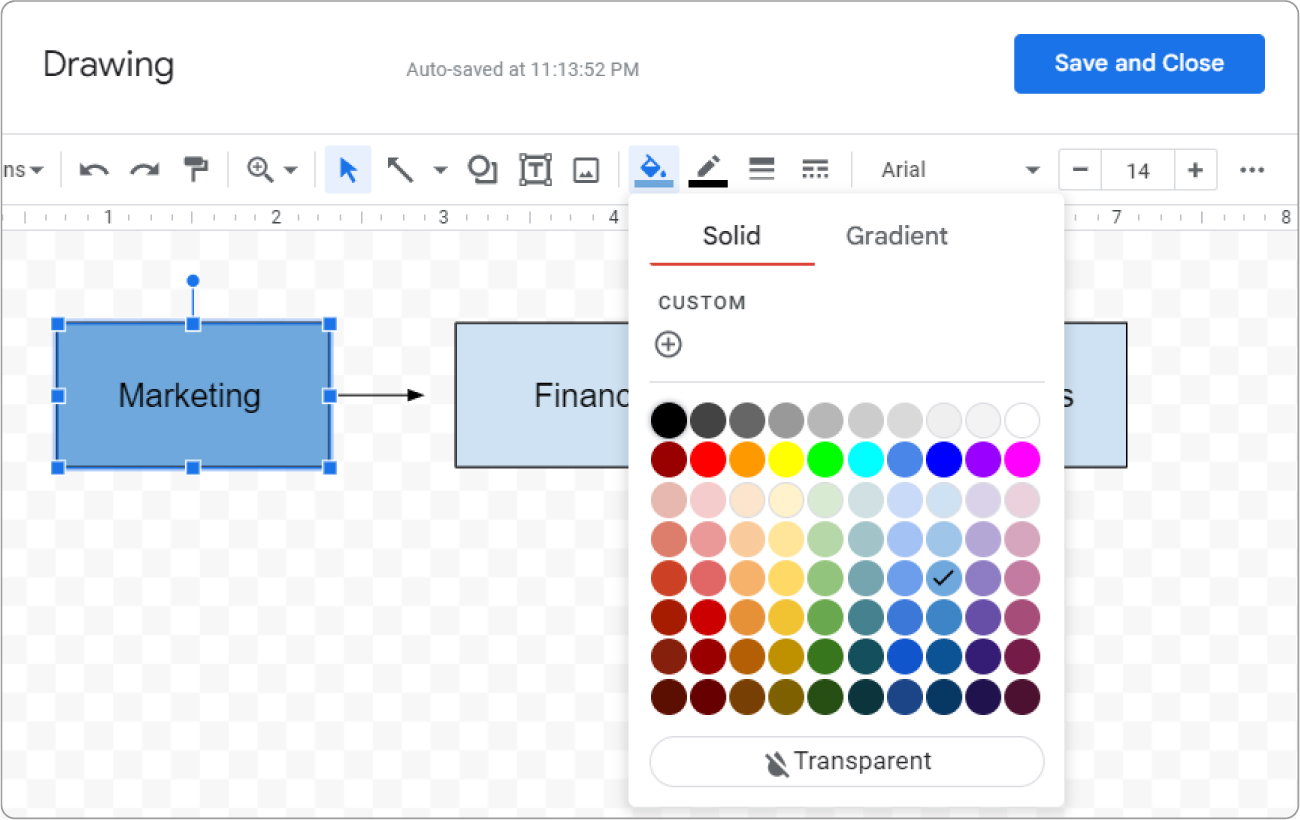 Drawing
Auto-saved at 11:13:52 PM
Save and Close
ns
Arial
14
1 2 3 4 7 8
Solid
Gradient
CUSTOM
Marketing
Financ
s
Transparent